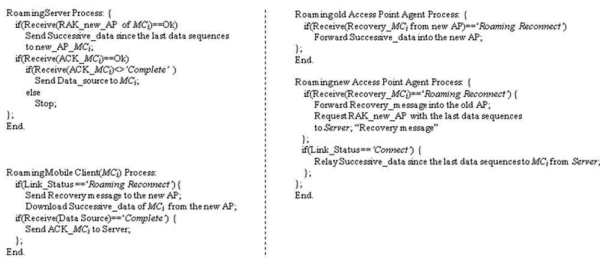 RoamingServer Process: {
if(Receive(RAK_new_AP of MCi)==Ok)
Send Successive_data since the last data sequences
to new_AP_MCi;
if(Receive(ACK_MCi)==Ok)
if(Receive(ACK_MCi)<>'Complete' )
Send Data_source to MCi;
else
Stop;
};
End.
RoamingMobile Client(MCi) Process:
if(Link_Status=='Roaming Reconnect') {
Send Recovery message to the new AP;
Download Successive_data of MCi from the new AP;
if(Receive(Data Source)=='Complete') {
Send ACK_MCi to Server;
};
End.
Roamingold Access Point Agent Process: {
if(Receive(Recovery_MCi from new AP)=='Roaming Reconnect')
Forward Successive_data into the new AP;
};
End.
Roamingnew Access Point Agent Process: {
if(Receive(Recovery_MCi)=='Roaming Reconnect') {
Forward Recovery_message into the old AP;
Request RAK_new_AP with the last data sequences
to Server; "Recovery message"
};
if(Link_Status=='Connect') {
Relay Successive_data since the last data sequences to MCi from Server;
};
};
End.